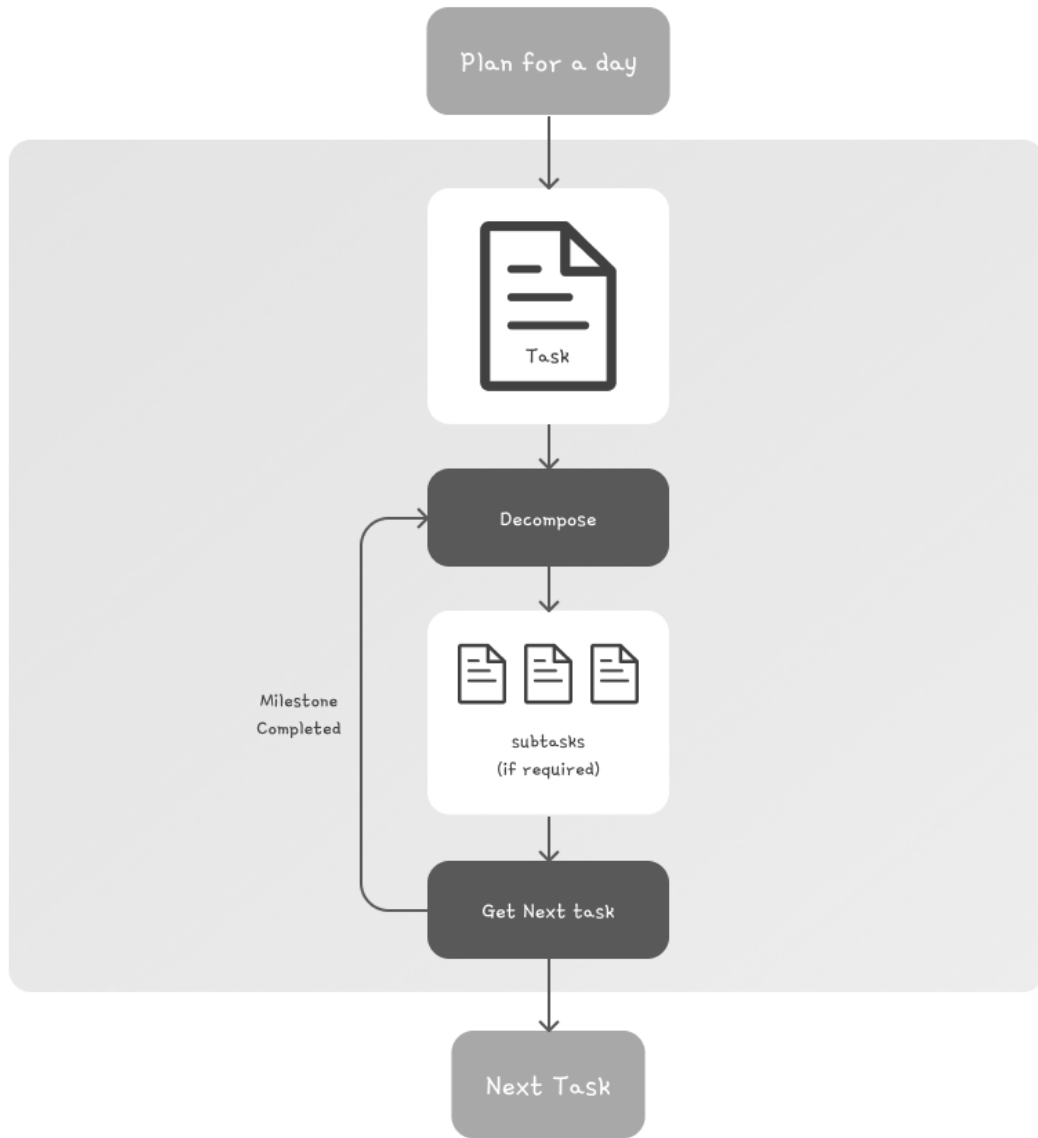 Plan for a day
Task
Decompose
Milestone
Completed
subtasks
(if required)
Get Next task
Next Task